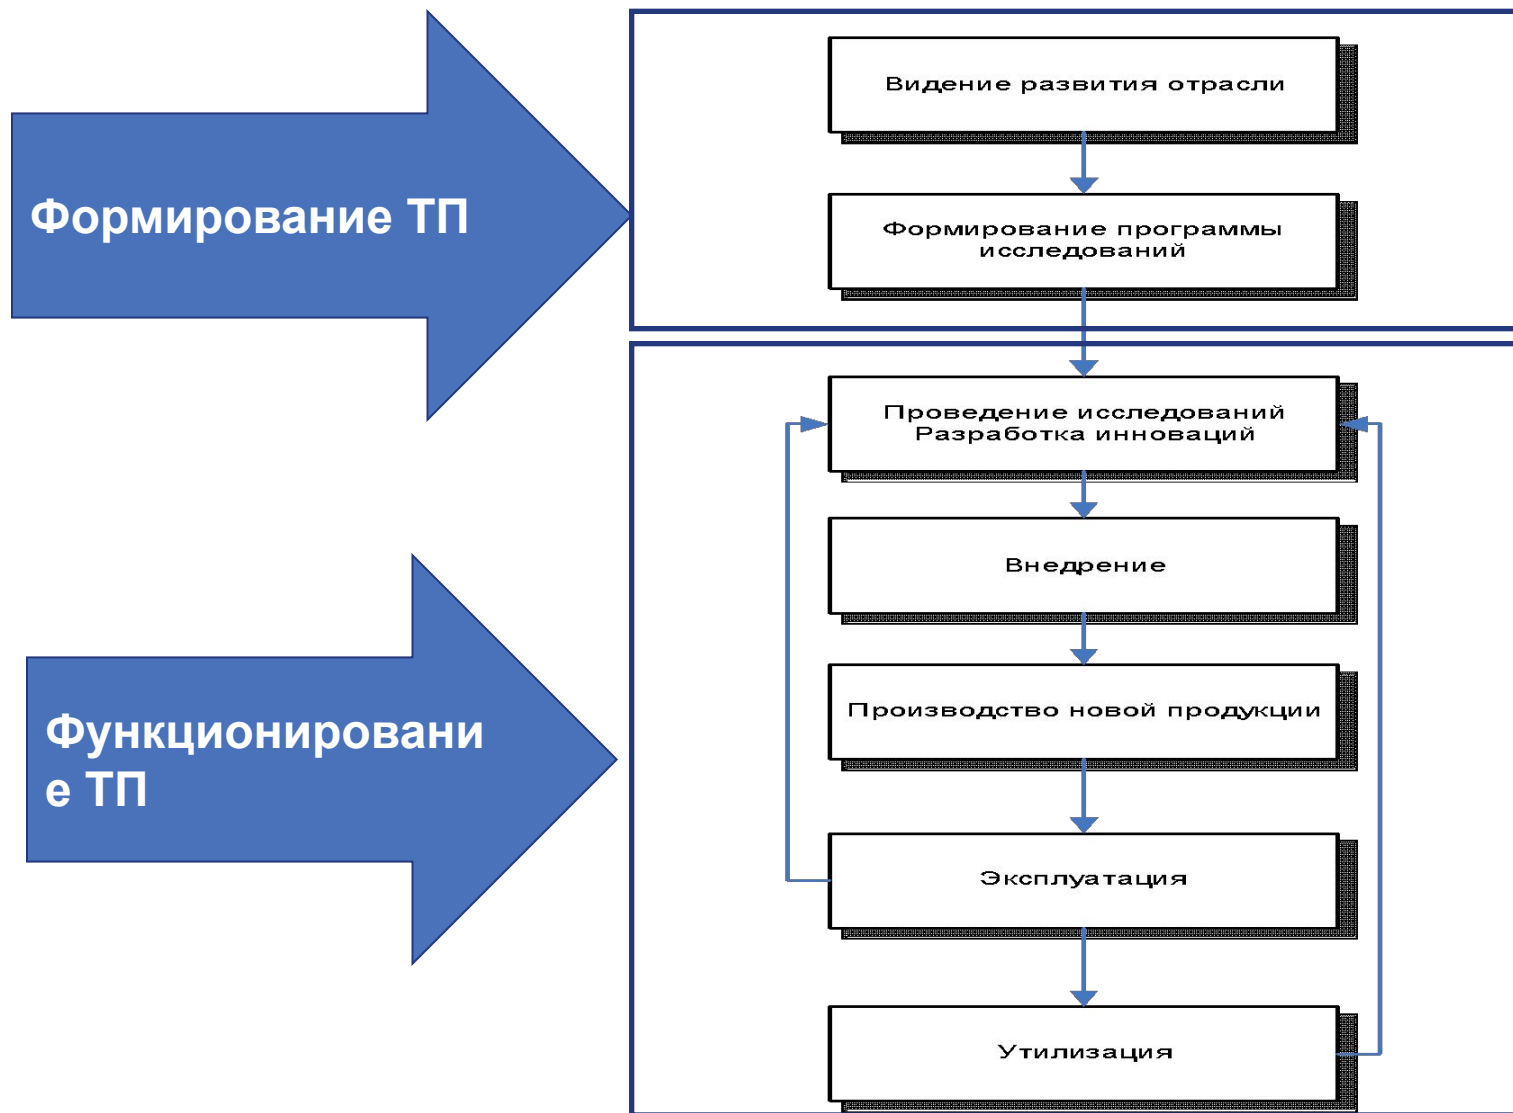 Формирование ТП
Видение развития отрасли
Формирование программы
исследований
Функционировани
е ТП
Проведение исследований
Разработка инноваций
Внедрение
Производство новой продукции
Эксплуатация
Утилизация